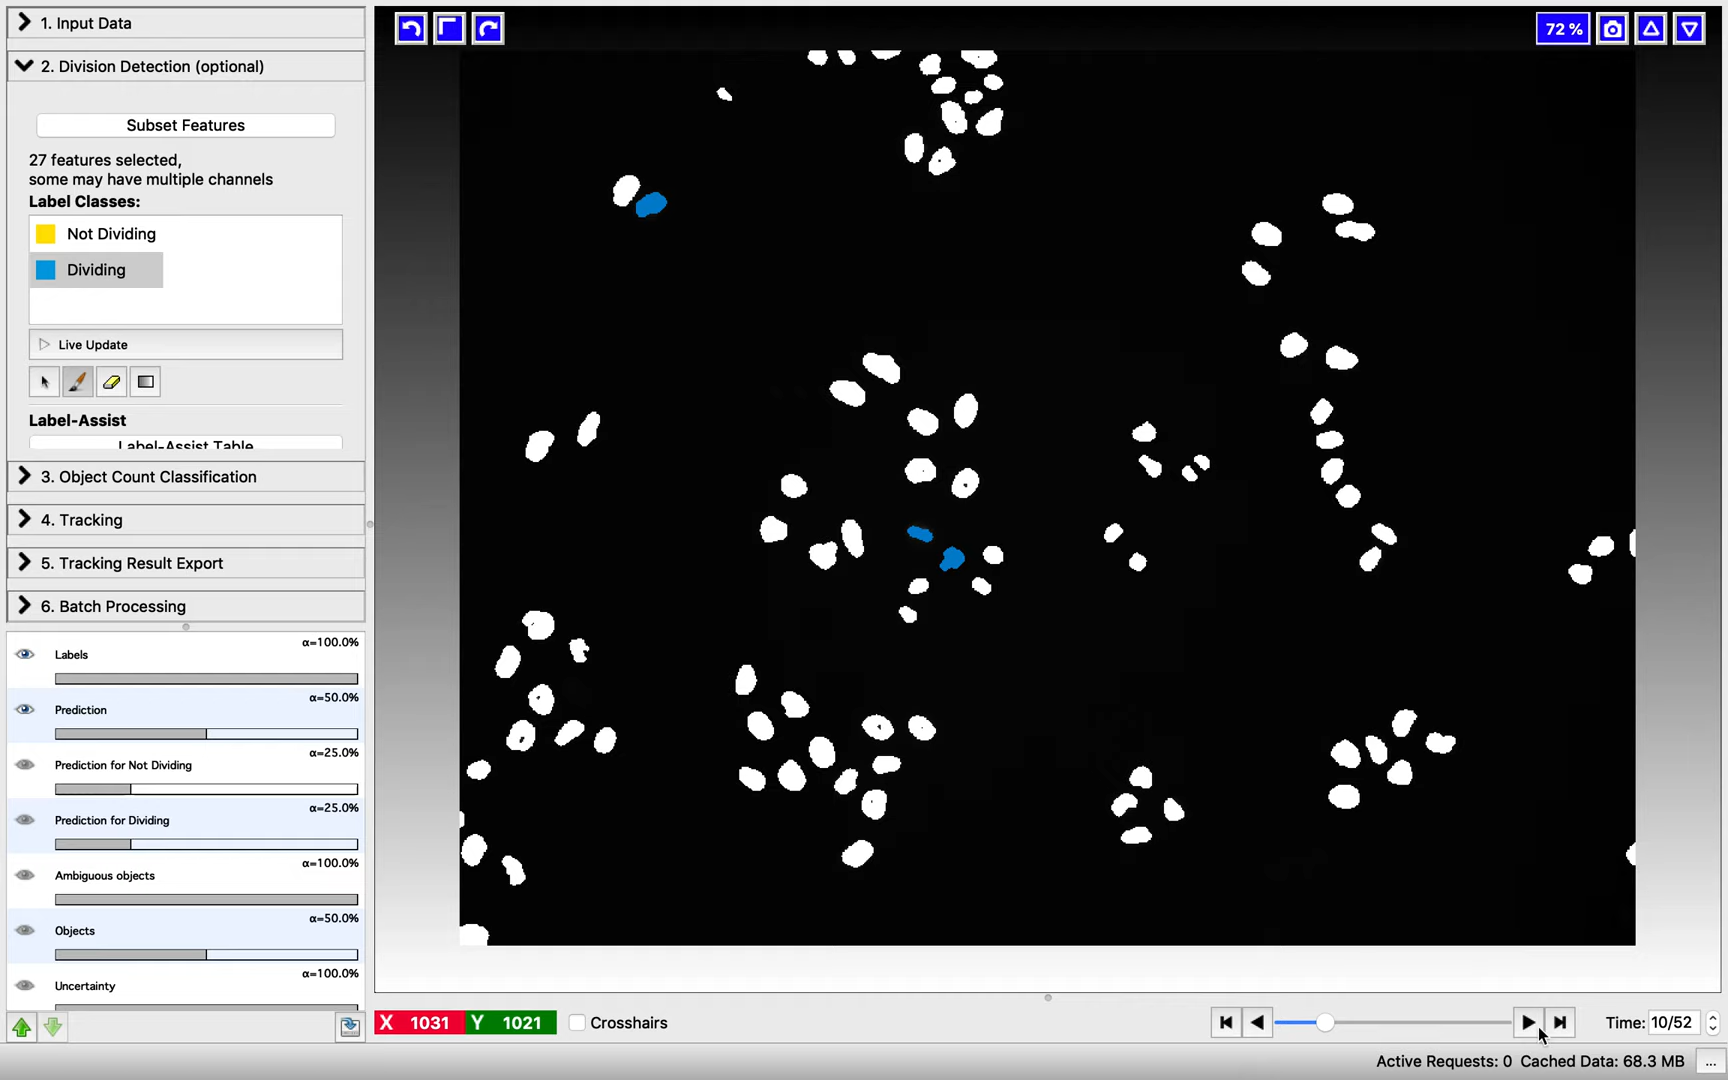 1. Input Data
2. Division Detection (optional)
Subset Features
27 features selected,
some may have multiple channels
Label Classes:
Not Dividing
Dividing
Live Update
Label-Assist
Label-Assist Table
3. Object Count Classification
4. Tracking
5. Tracking Result Export
6. Batch Processing
α=100.0%
Labels
α=50.0%
Prediction
α=25.0%
Prediction for Not Dividing
α=25.0%
Prediction for Dividing
α=100.0%
Ambiguous objects
α=50.0%
Objects
α=100.0%
Uncertainty
72 %
X 1031 Y 1021 Crosshairs
Time: 10/52
Active Requests: 0 Cached Data: 68.3 MB ...